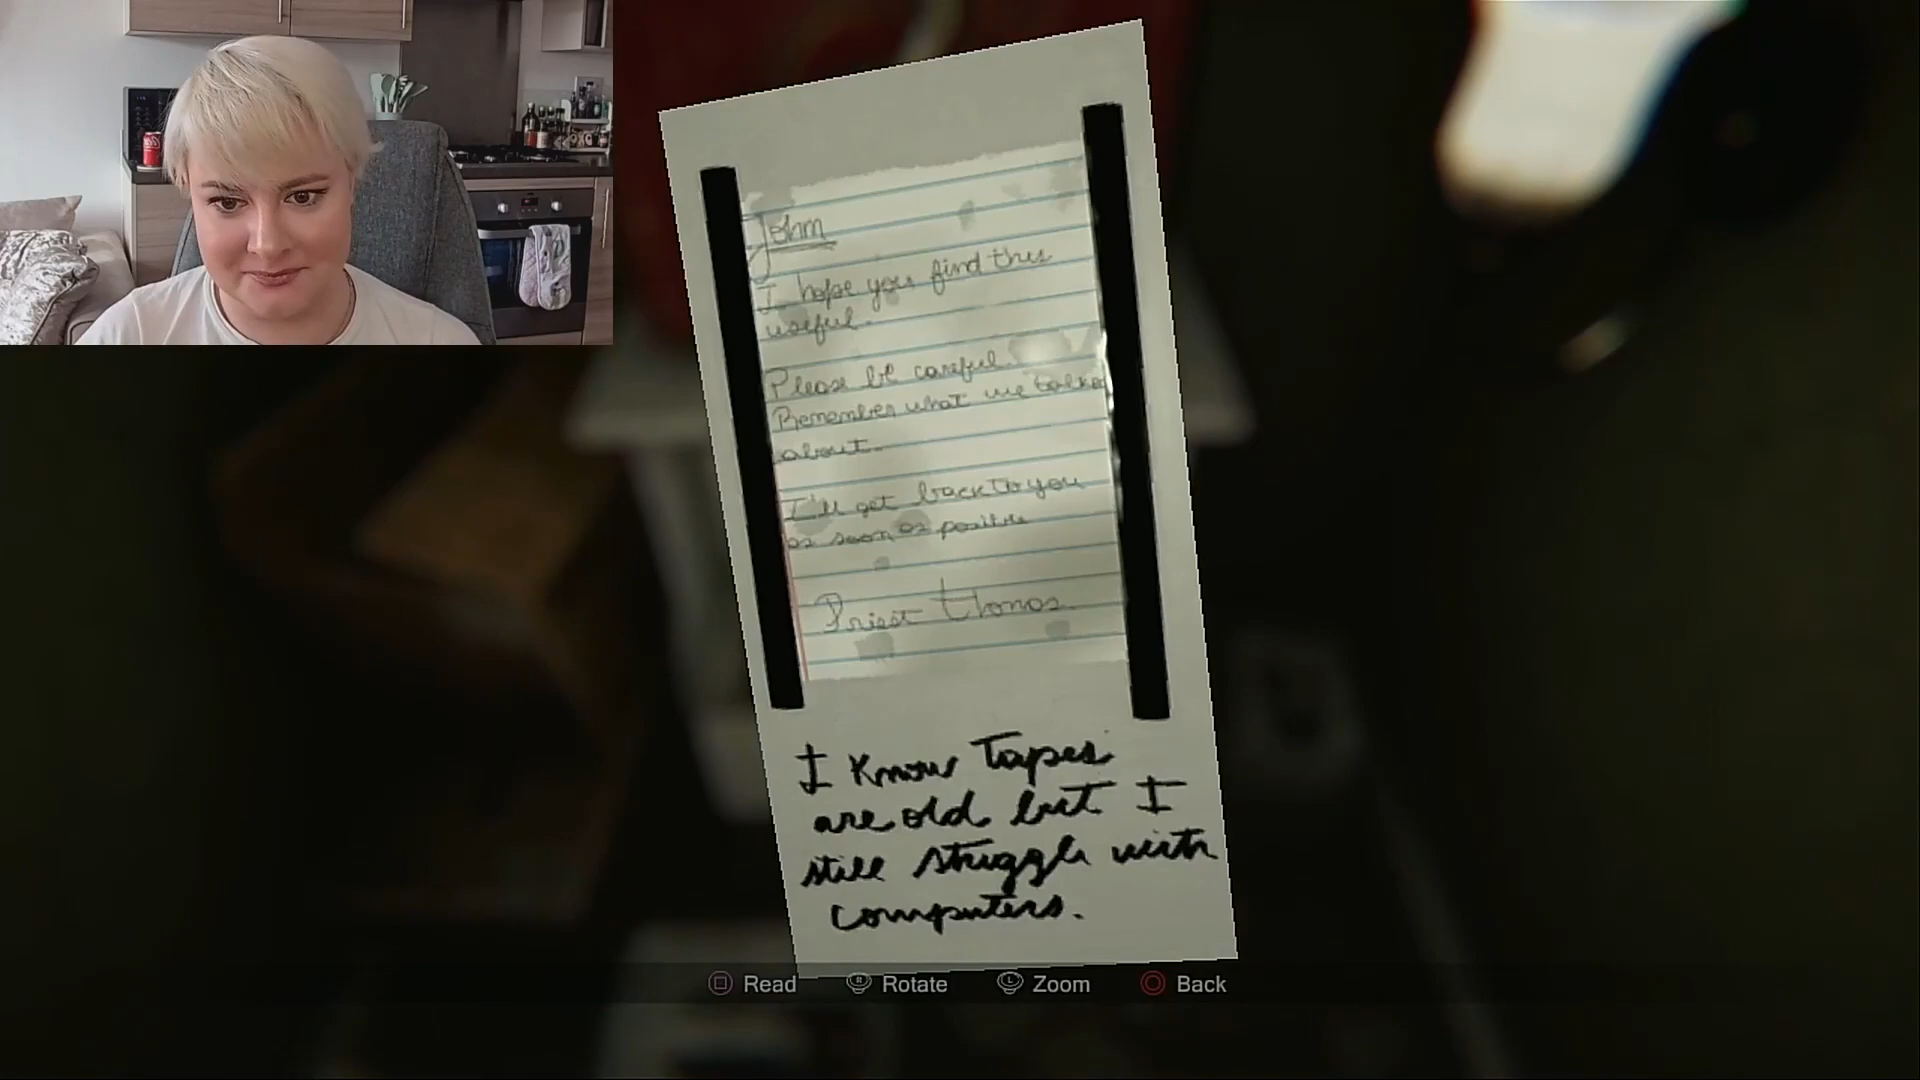 John
I hope you find this
useful.
Please be careful.
Remember what we talked
about.
I'll get back to you
as soon as posible
Priest Thomas.
I know Tapes
are old but I
still struggle with
computers.
Read Rotate Zoom Back